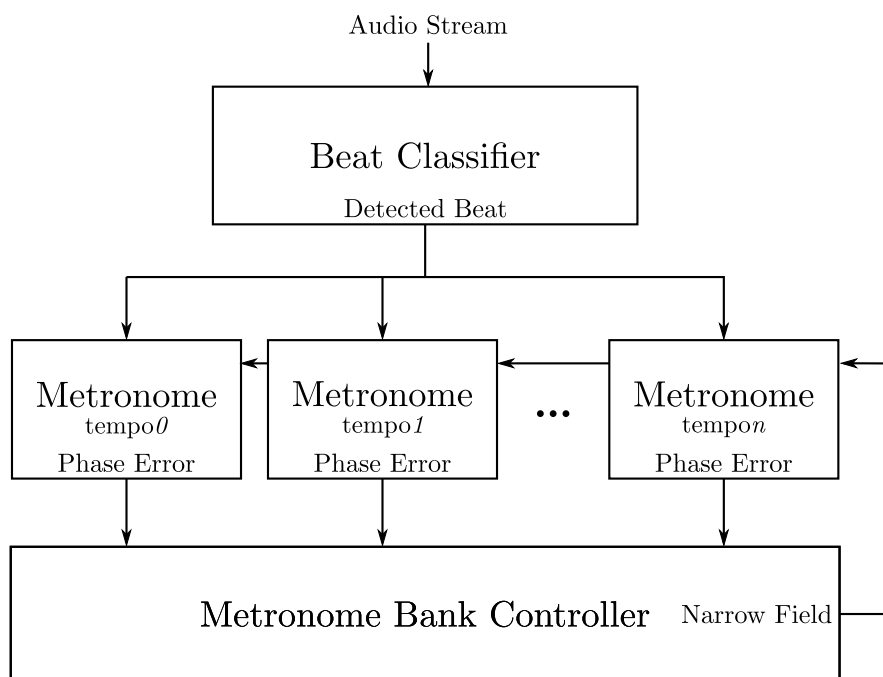 Audio Stream
Beat Classifier
Detected Beat
Metronome
tempo0
Phase Error
Metronome
tempo1
Phase Error
...
Metronome
tempon
Phase Error
Metronome Bank Controller
Narrow Field